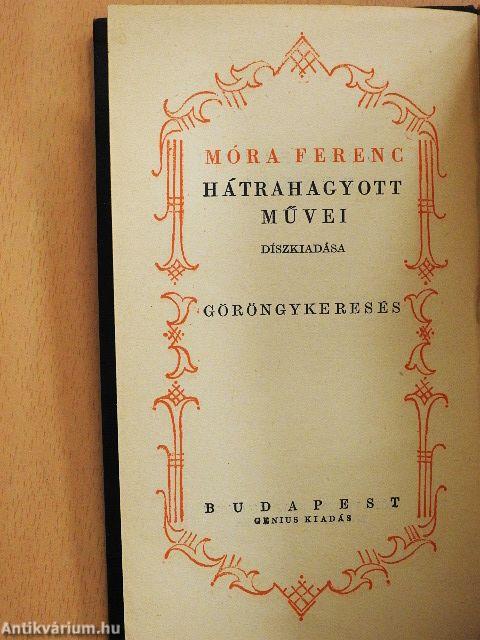 MÓRA FERENC
HÁTRAHAGYOTT
MŰVEI
DÍSZKIADÁSA
GÖRÖNGYKERESÉS
BUDAPEST
GENIUS KIADÁS
Antikvárium.hu